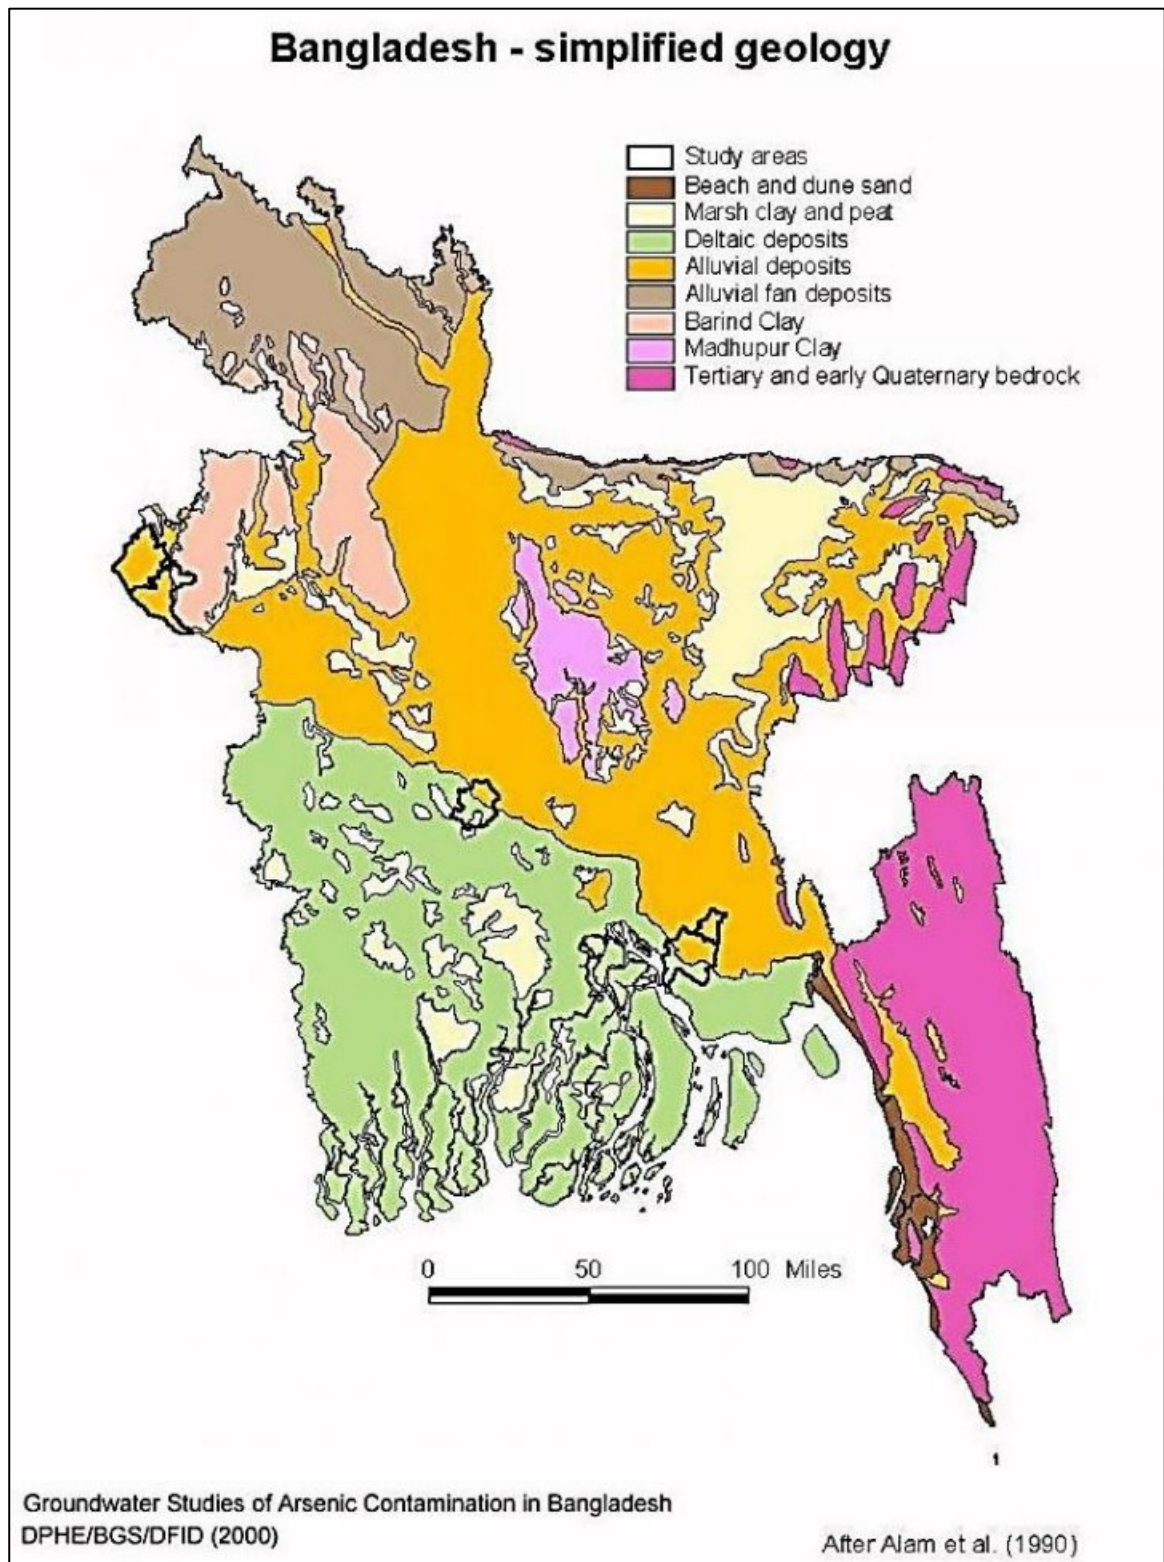 Bangladesh - simplified geology
Study areas
Beach and dune sand
Marsh clay and peat
Deltaic deposits
Alluvial deposits
Alluvial fan deposits
Barind Clay
Madhupur Clay
Tertiary and early Quaternary bedrock
0 50 100 Miles
Groundwater Studies of Arsenic Contamination in Bangladesh
DPHE/BGS/DFID (2000)
After Alam et al. (1990)